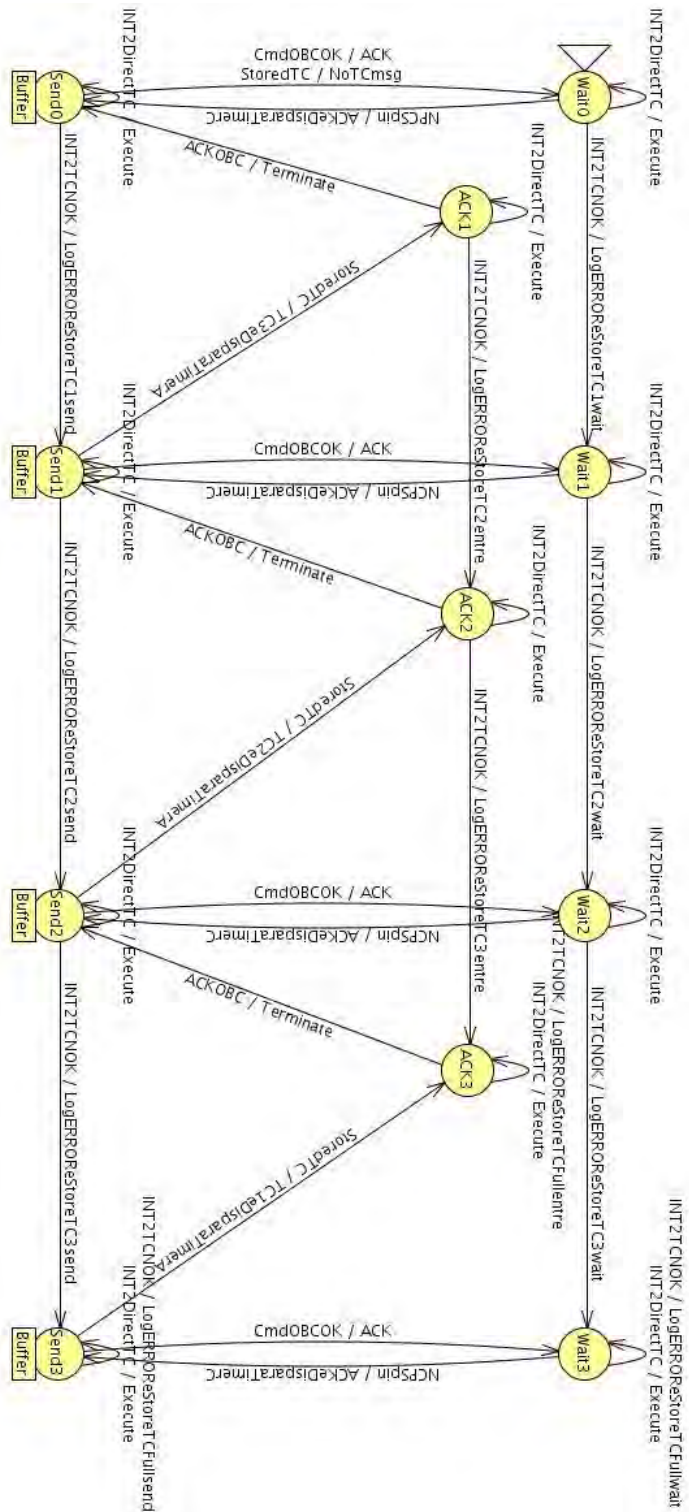 INT2DirectTC / Execute
INT2DirectTC / Execute
INT2DirectTC / Execute
INT2TCNOK / LogERROReStoreTCFullwait
INT2DirectTC / Execute
Wait0
INT2TCNOK / LogERROReStoreTC1wait
Wait1
INT2TCNOK / LogERROReStoreTC2wait
Wait2
INT2TCNOK / LogERROReStoreTC3wait
Wait3
INT2DirectTC / Execute
INT2DirectTC / Execute
INT2TCNOK / LogERROReStoreTCFullentre
INT2DirectTC / Execute
ACK1
INT2TCNOK / LogERROReStoreTC2entre
ACK2
INT2TCNOK / LogERROReStoreTC3entre
ACK3
CmdOBCOK / ACK
StoredTC / NoTCmsg
NPCSpin / ACKeDisparaTimerC
ACKOBC / Terminate
StoredTC / TC3eDisparaTimerA
CmdOBCOK / ACK
NCPSpin / ACKeDisparaTimerC
ACKOBC / Terminate
StoredTC / TC2eDisparaTimerA
CmdOBCOK / ACK
NCPSpin / ACKeDisparaTimerC
ACKOBC / Terminate
StoredTC / TC1eDisparaTimerA
CmdOBCOK / ACK
NCPSpin / ACKeDisparaTimerC
INT2DirectTC / Execute
INT2DirectTC / Execute
INT2DirectTC / Execute
INT2TCNOK / LogERROReStoreTCFullsend
INT2DirectTC / Execute
Send0
INT2TCNOK / LogERROReStoreTC1send
Send1
INT2TCNOK / LogERROReStoreTC2send
Send2
INT2TCNOK / LogERROReStoreTC3send
Send3
Buffer
Buffer
Buffer
Buffer